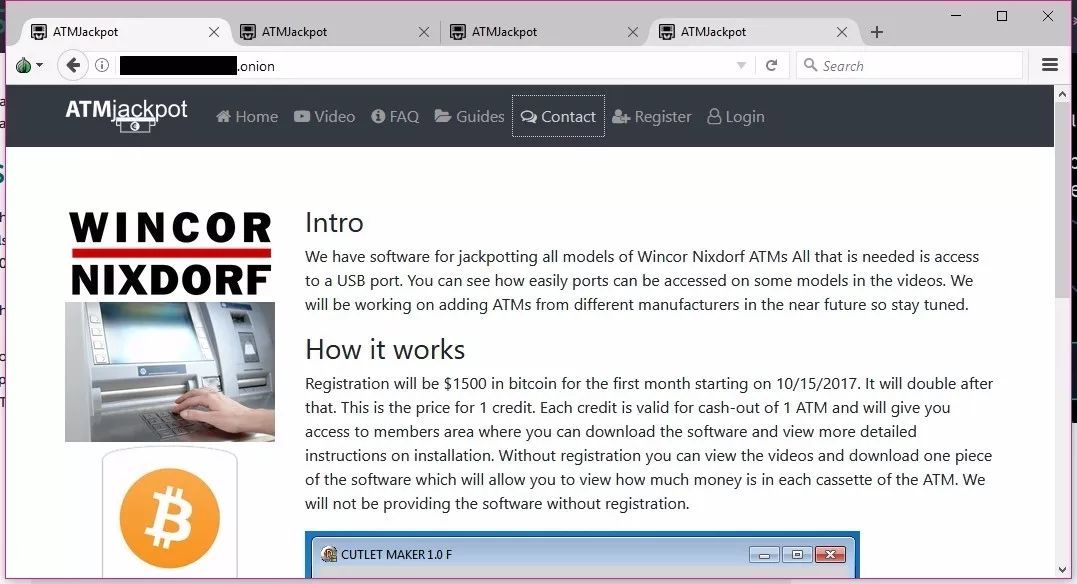 ATMJackpot
ATMJackpot
ATMJackpot
ATMJackpot
.onion
Search
ATMjackpot
Home
Video
FAQ
Guides
Contact
Register
Login
WINCOR
NIXDORF
Intro
We have software for jackpotting all models of Wincor Nixdorf ATMs All that is needed is access
to a USB port. You can see how easily ports can be accessed on some models in the videos. We
will be working on adding ATMs from different manufacturers in the near future so stay tuned.
How it works
Registration will be $1500 in bitcoin for the first month starting on 10/15/2017. It will double after
that. This is the price for 1 credit. Each credit is valid for cash-out of 1 ATM and will give you
access to members area where you can download the software and view more detailed
instructions on installation. Without registration you can view the videos and download one piece
of the software which will allow you to view how much money is in each cassette of the ATM. We
will not be providing the software without registration.
CUTLET MAKER 1.0 F